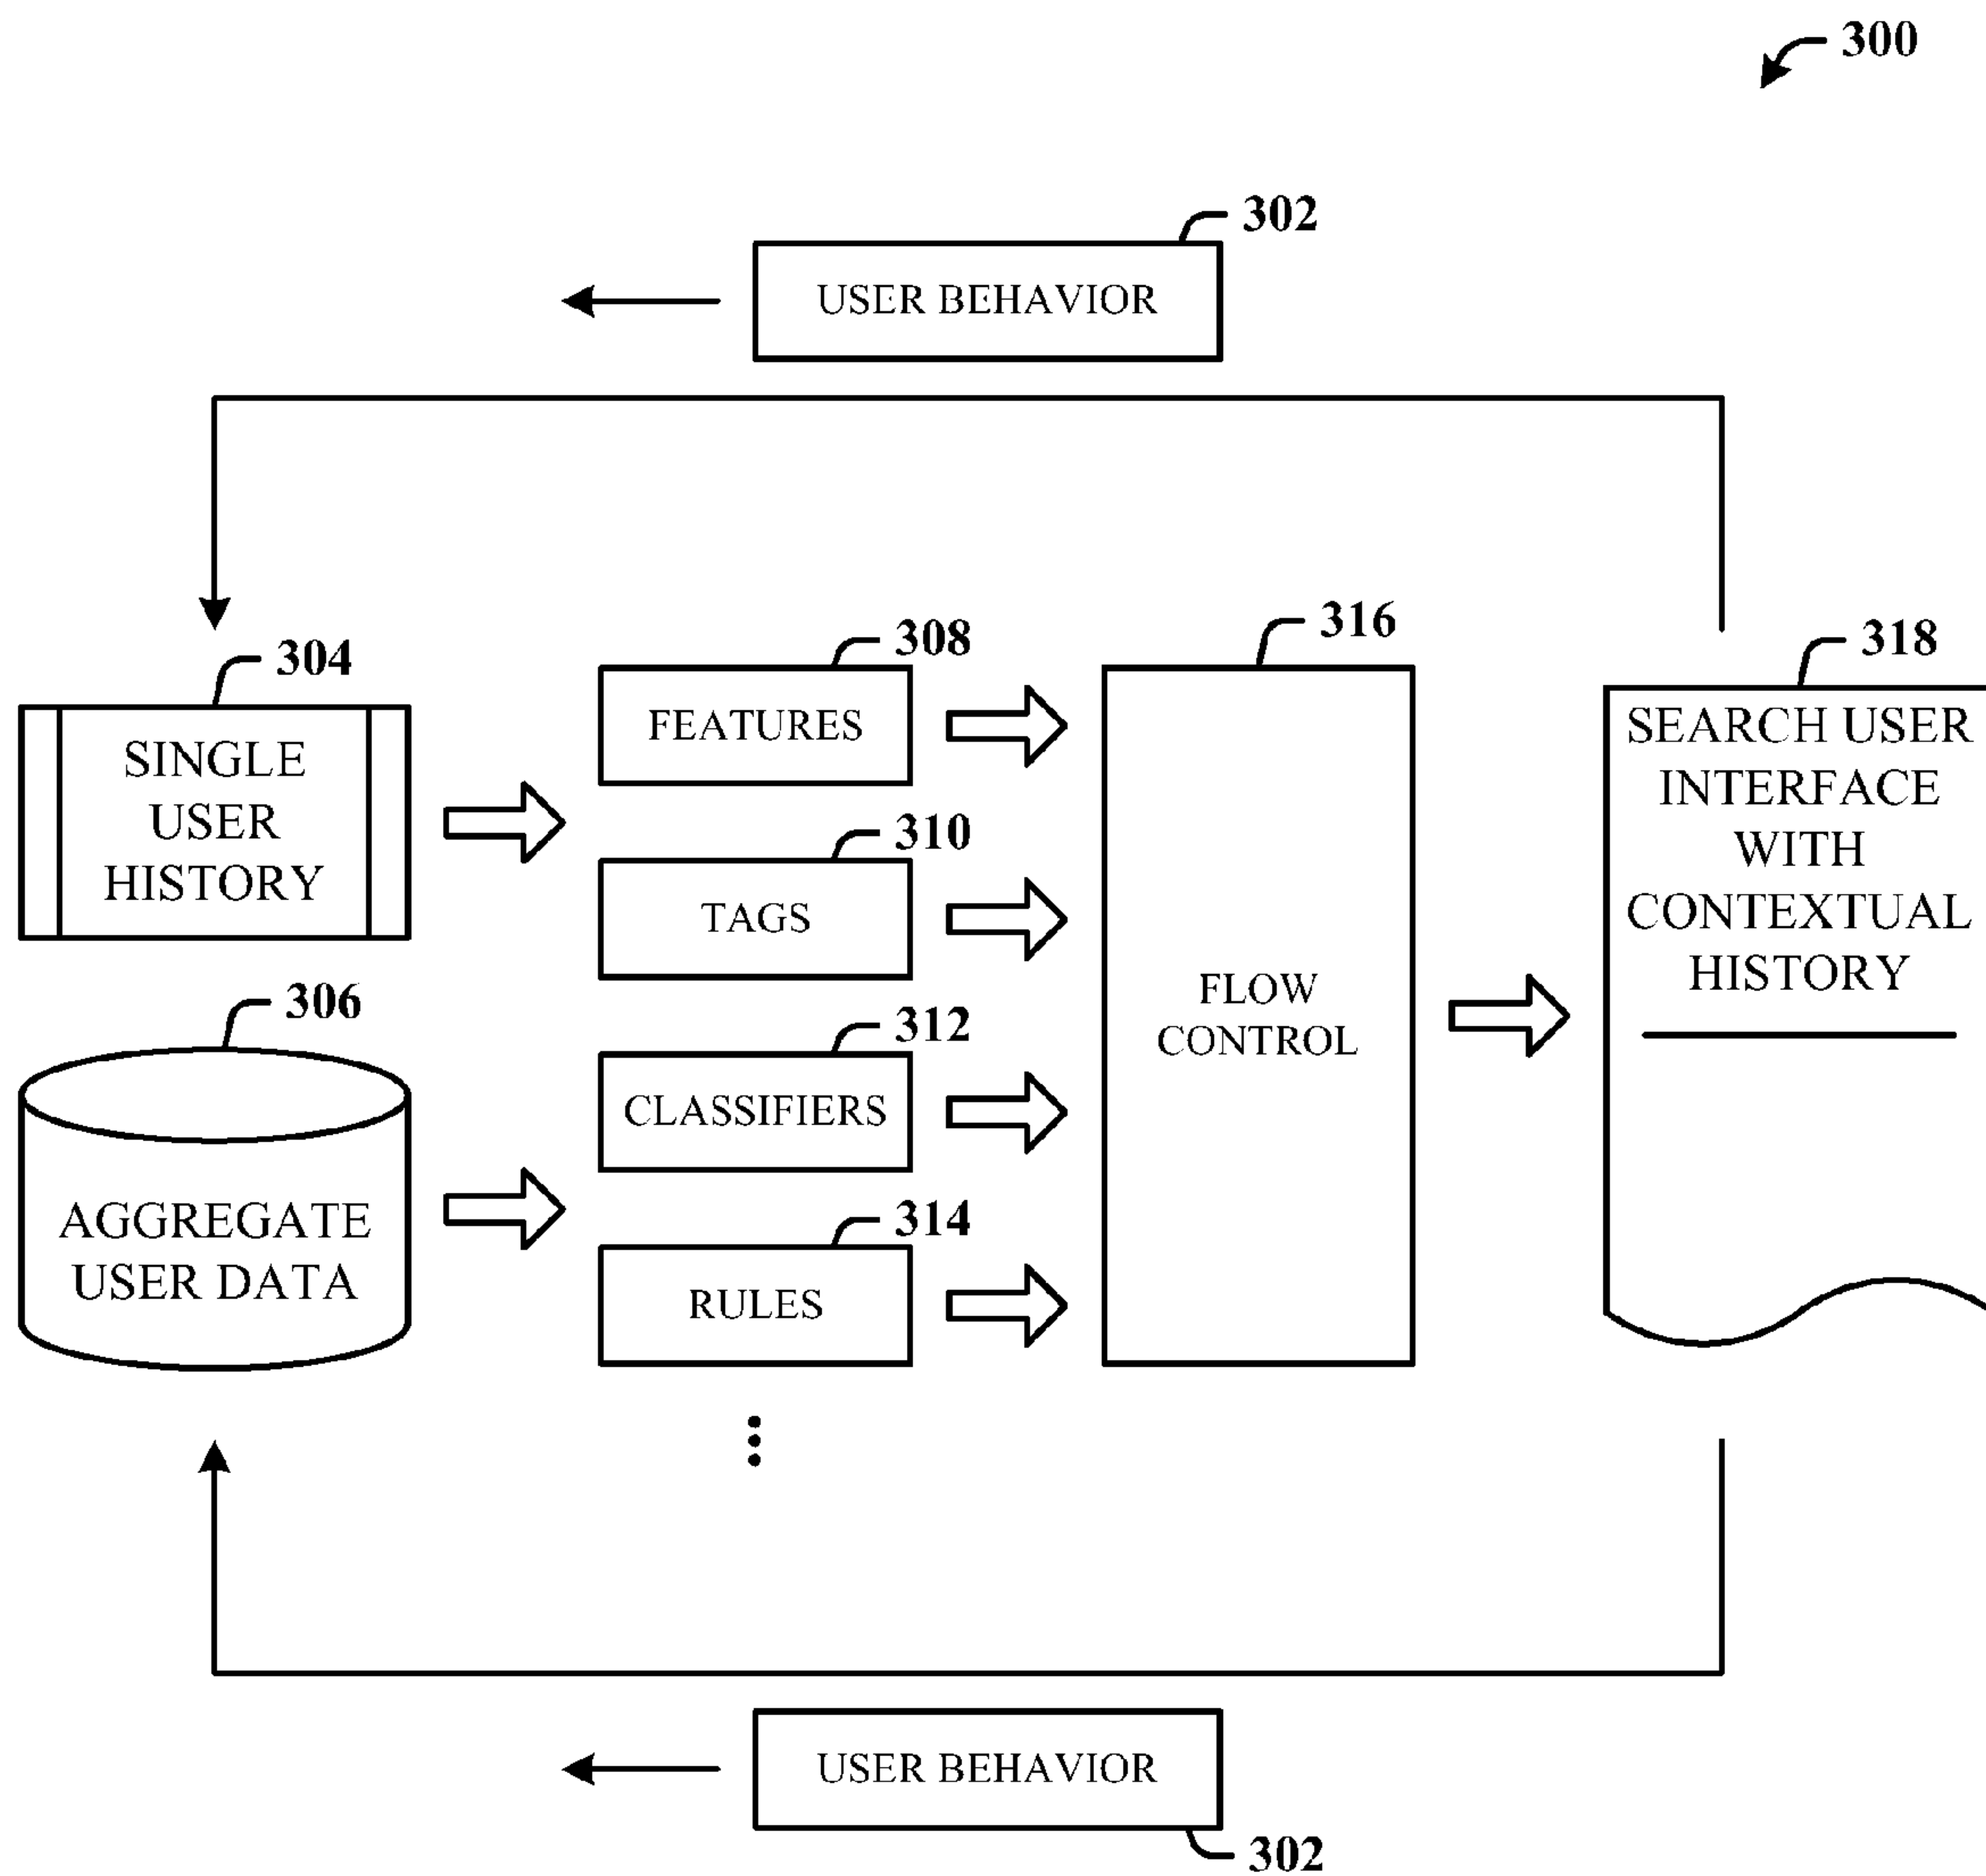 300
302
USER BEHAVIOR
304
SINGLE
USER
HISTORY
306
AGGREGATE
USER DATA
308
FEATURES
310
TAGS
312
CLASSIFIERS
314
RULES
316
FLOW
CONTROL
318
SEARCH USER
INTERFACE
WITH
CONTEXTUAL
HISTORY
USER BEHAVIOR
302